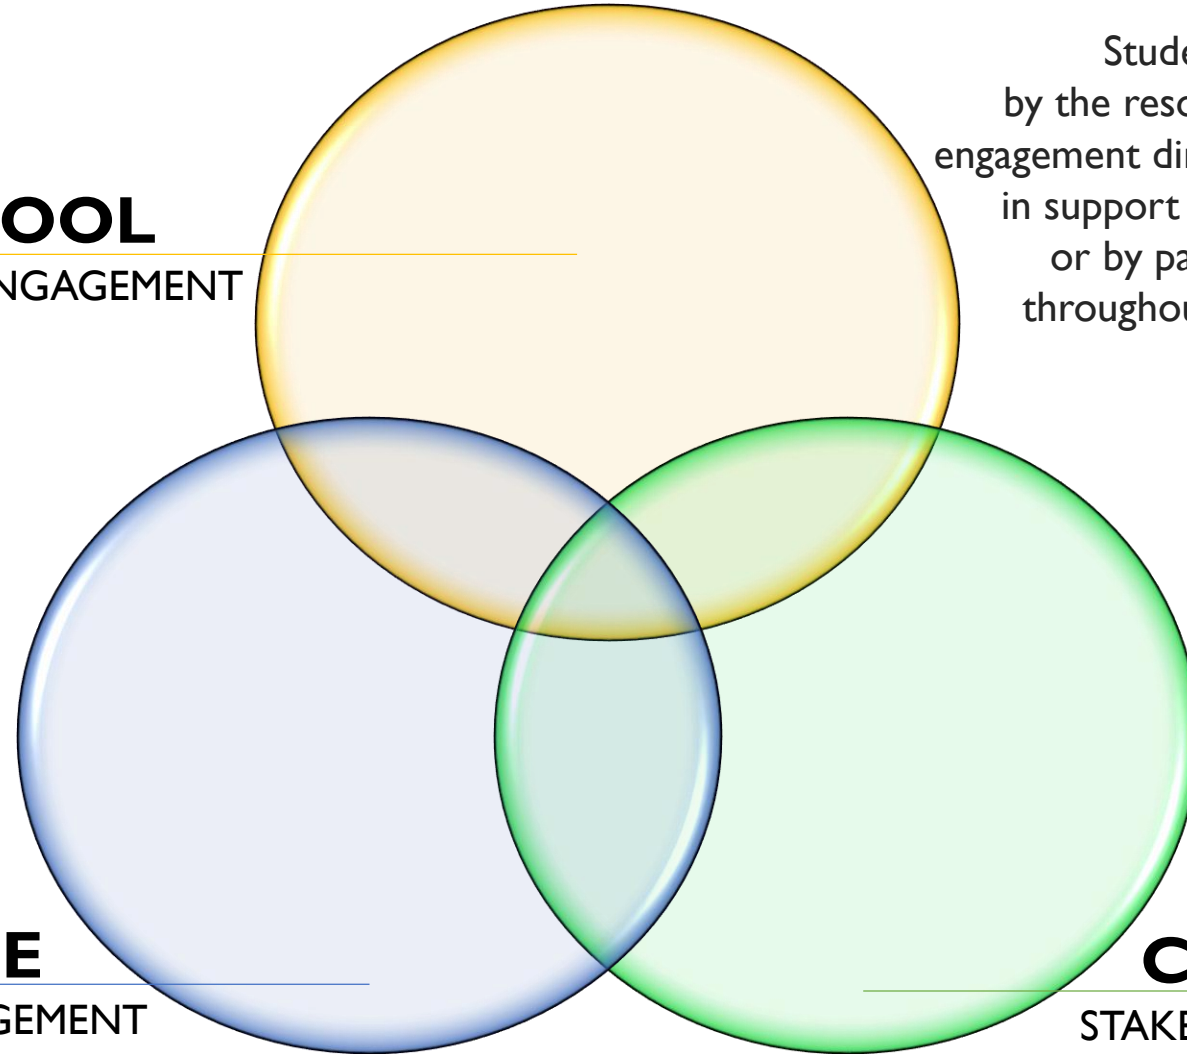 Stude
by the reso
engagement di
in support
or by pa
throughou
OOL
NGAGEMENT
E
GEMENT
C
STAKE